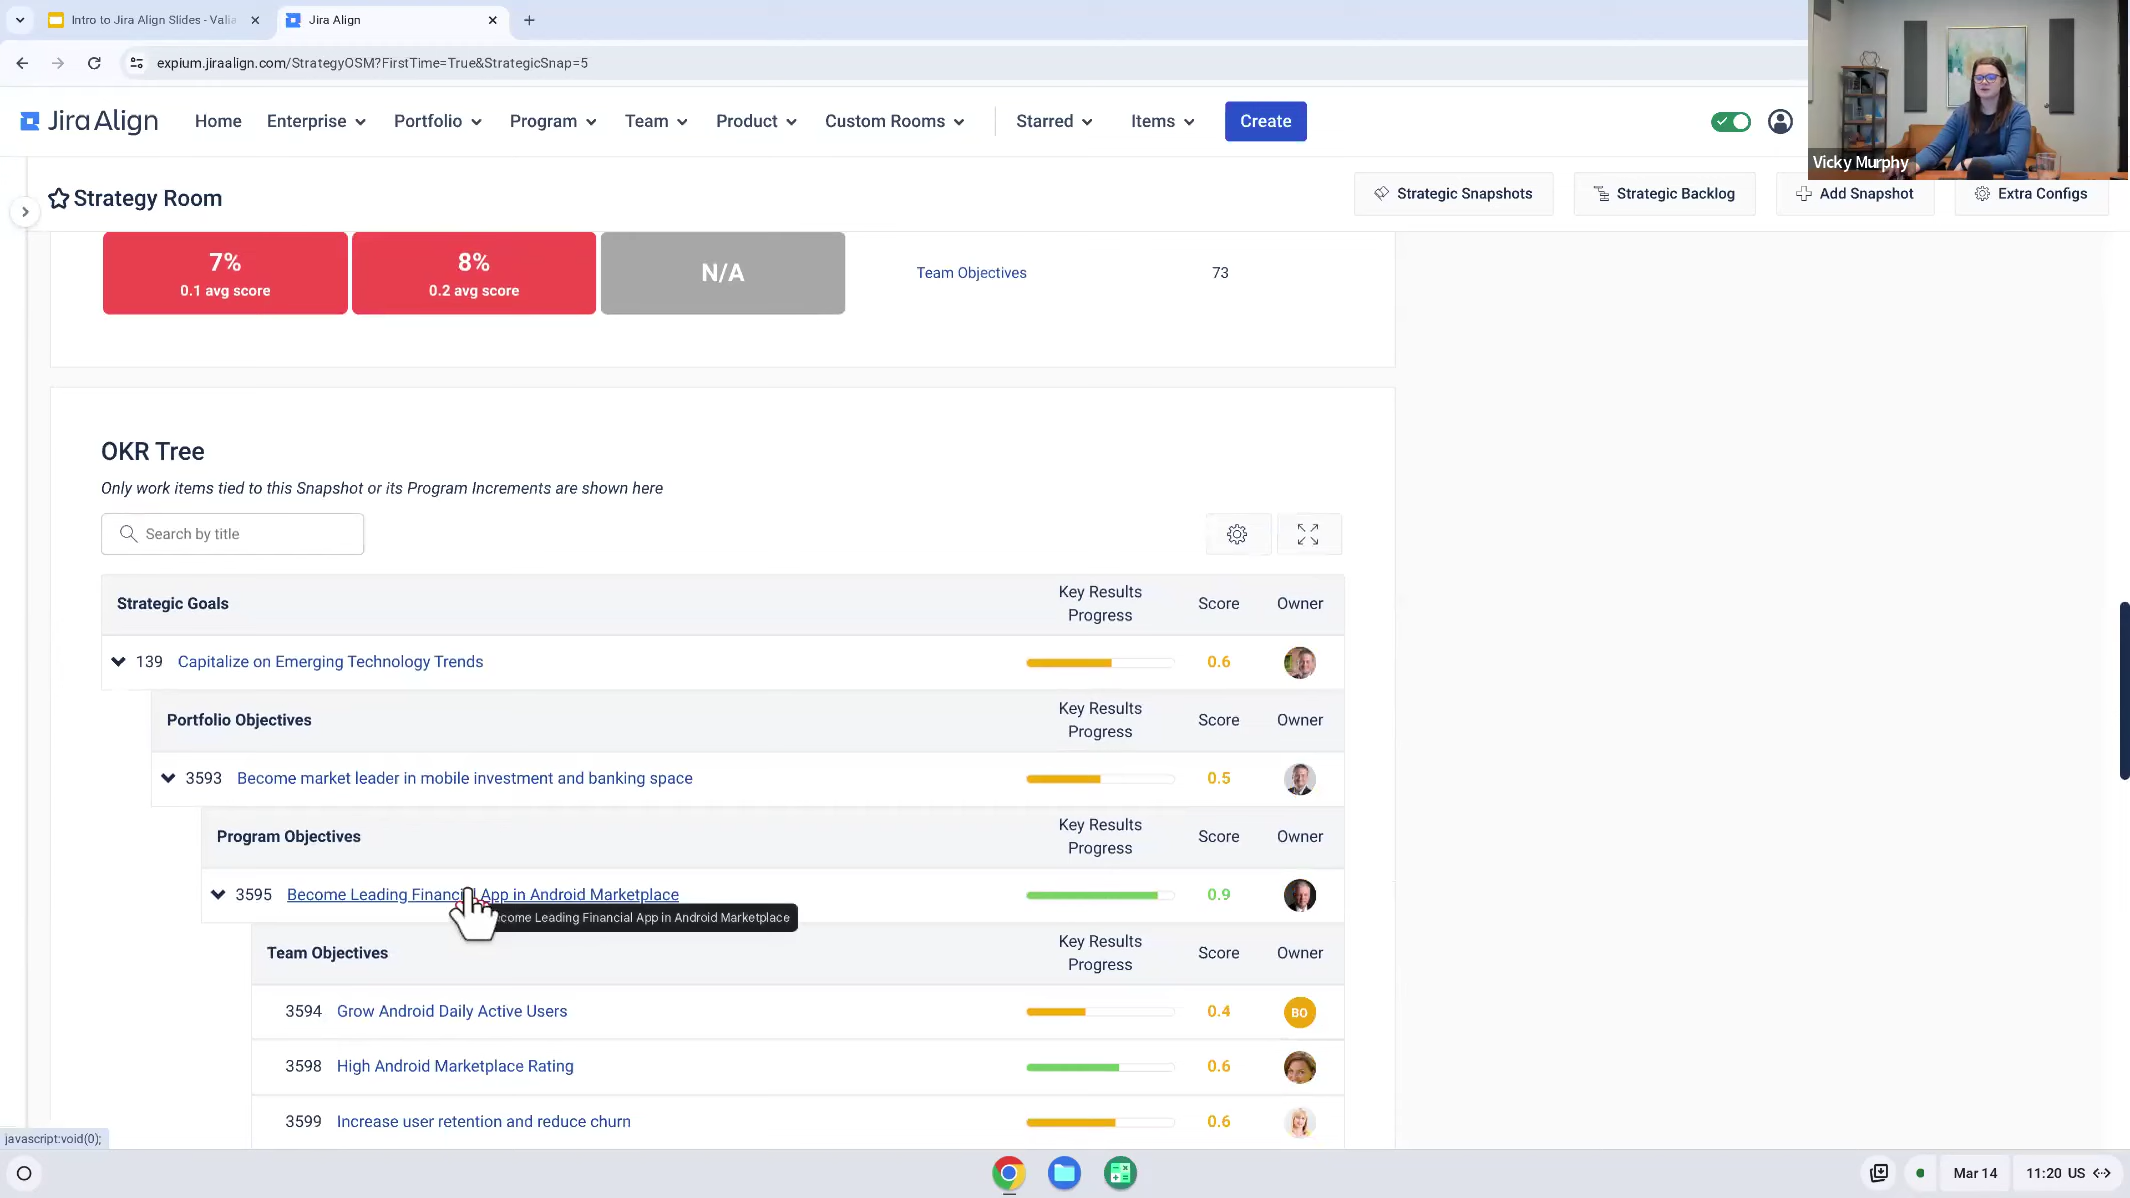 Intro to Jira Align Slides - Valia
Jira Align
expium.jiraalign.com/StrategyOSM?FirstTime=True&StrategicSnap=5
Jira Align Home Enterprise Portfolio Program Team Product Custom Rooms Starred Items Create
Vicky Murphy
Strategy Room
Strategic Snapshots
Strategic Backlog
Add Snapshot
Extra Configs
7%
0.1 avg score
8%
0.2 avg score
N/A
Team Objectives 73
OKR Tree
Only work items tied to this Snapshot or its Program Increments are shown here
Search by title
Strategic Goals Key Results Progress Score Owner
139 Capitalize on Emerging Technology Trends 0.6
Portfolio Objectives Key Results Progress Score Owner
3593 Become market leader in mobile investment and banking space 0.5
Program Objectives Key Results Progress Score Owner
3595 Become Leading Financial App in Android Marketplace 0.9
ecome Leading Financial App in Android Marketplace
Team Objectives Key Results Progress Score Owner
3594 Grow Android Daily Active Users 0.4 BO
3598 High Android Marketplace Rating 0.6
3599 Increase user retention and reduce churn 0.6
javascript:void(0);
Mar 14 11:20 US